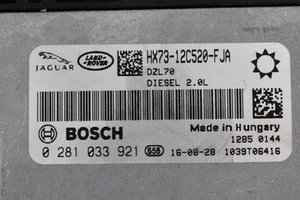 JAGUAR
LAND-ROVER
HX73-12C520-FJA
DZL70
DIESEL 2.0L
BOSCH
Made in Hungary
1285 0144
0 281 033 921 658 16-08-28 1039T06416